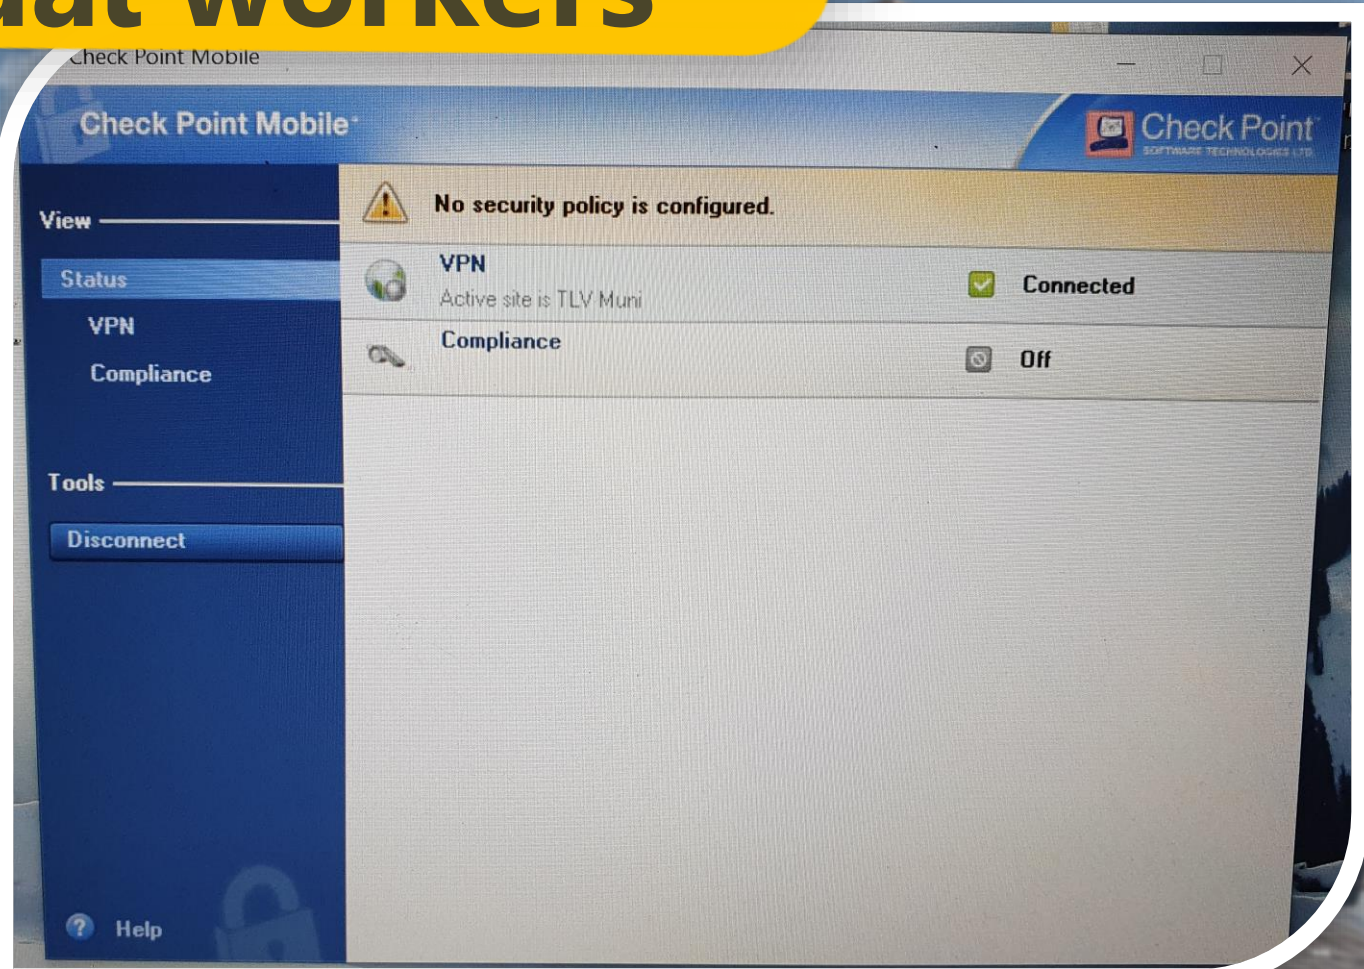 workers
Check Point Mobile
Check Point Mobile
Check Point
SOFTWARE TECHNOLOGIES LTD.
View
Status
VPN
Compliance
Tools
Disconnect
Help
No security policy is configured.
VPN
Active site is TLV Muni
Connected
Compliance
Off